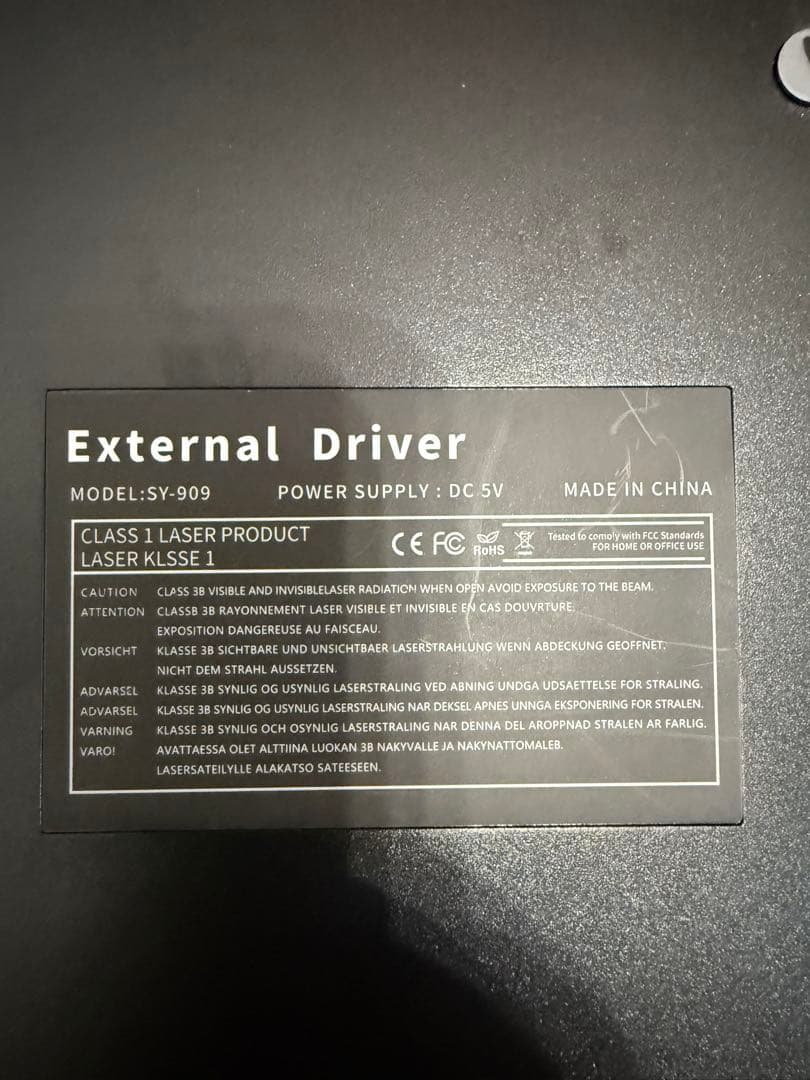 External Driver
MODEL:SY-909 POWER SUPPLY : DC 5V MADE IN CHINA
CLASS 1 LASER PRODUCT
LASER KLSSE 1
CE FC RoHS
Tested to comply with FCC Standards
FOR HOME OR OFFICE USE
CAUTION CLASS 3B VISIBLE AND INVISIBLELASER RADIATION WHEN OPEN AVOID EXPOSURE TO THE BEAM.
ATTENTION CLASSB 3B RAYONNEMENT LASER VISIBLE ET INVISIBLE EN CAS DOUVRTURE.
EXPOSITION DANGEREUSE AU FAISCEAU.
VORSICHT KLASSE 3B SICHTBARE UND UNSICHTBAER LASERSTRAHLUNG WENN ABDECKUNG GEOFFNET.
NICHT DEM STRAHL AUSSETZEN.
ADVARSEL KLASSE 3B SYNLIG OG USYNLIG LASERSTRALING VED ABNING UNDGA UDSAETTELSE FOR STRALING.
ADVARSEL KLASSE 3B SYNLIG OG USYNLIG LASERSTRALING NAR DEKSEL APNES UNNGA EKSPONERING FOR STRALEN.
VARNING KLASSE 3B SYNLIG OCH OSYNLIG LASERSTRALING NAR DENNA DEL AROPPNAD STRALEN AR FARLIG.
VARO! AVATTAESSA OLET ALTTIINA LUOKAN 3B NAKYVALLE JA NAKYNATTOMALEB.
LASERSATEILYLLE ALAKATSO SATEESEEN.